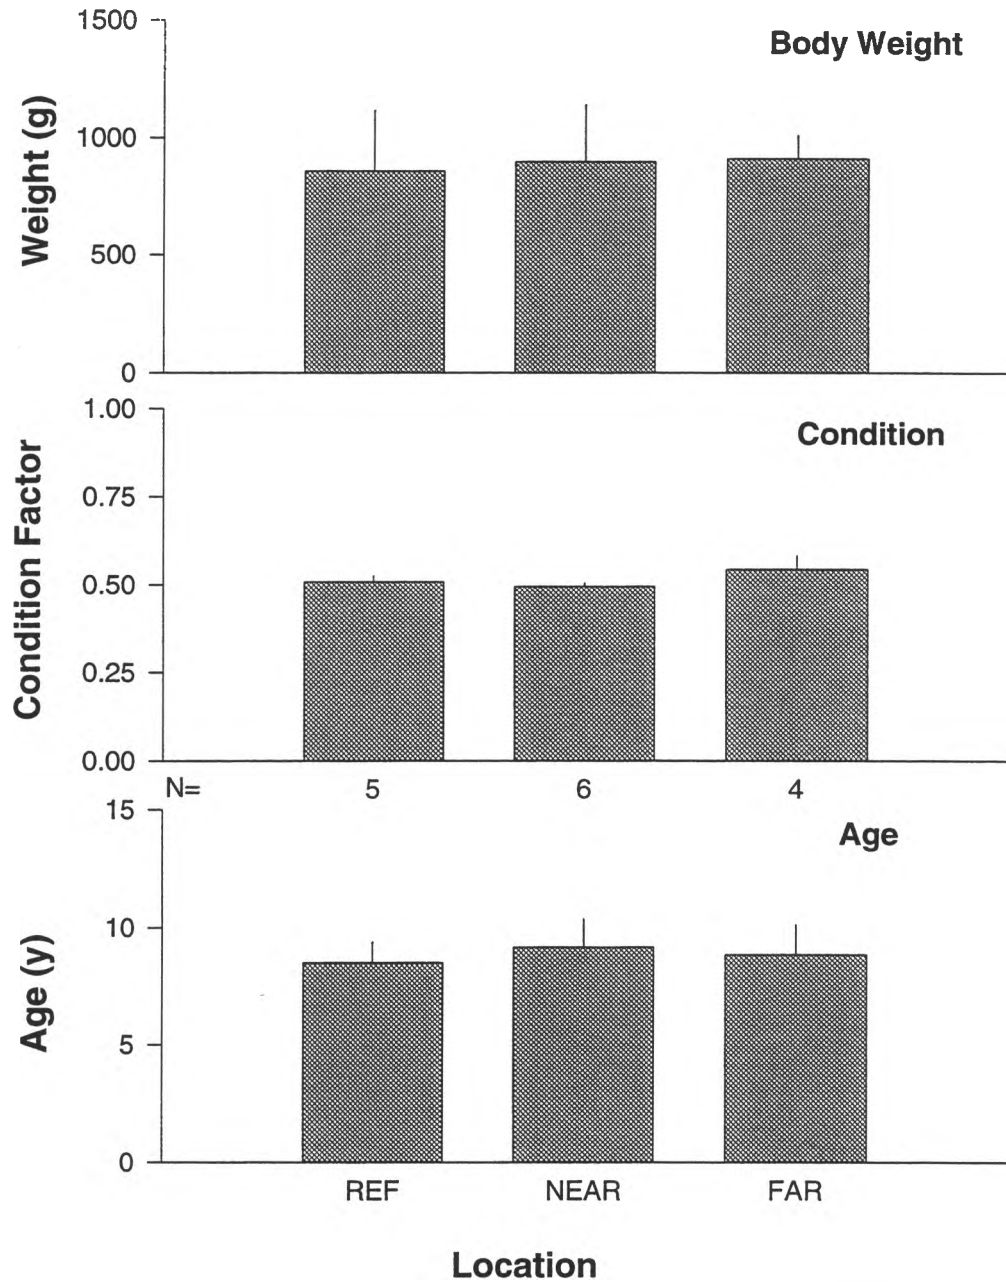 Body Weight
Weight (g)
1500
1000
500
0
Condition
Condition Factor
1.00
0.75
0.50
0.25
0.00
N= 5 6 4
Age
Age (y)
15
10
5
0
REF NEAR FAR
Location